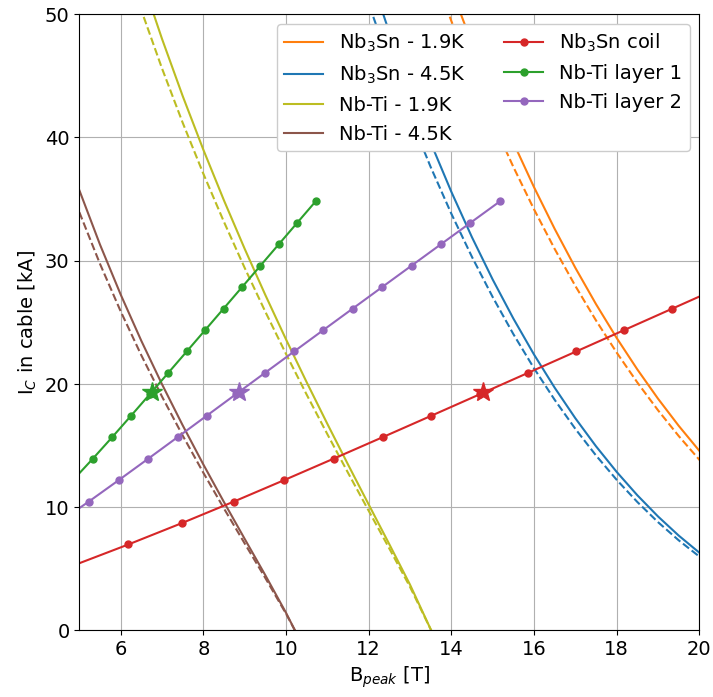 50
40
30
20
10
0
I_C in cable [kA]
Nb₃Sn - 1.9K
Nb₃Sn - 4.5K
Nb-Ti - 1.9K
Nb-Ti - 4.5K
Nb₃Sn coil
Nb-Ti layer 1
Nb-Ti layer 2
6 8 10 12 14 16 18 20
B_peak [T]